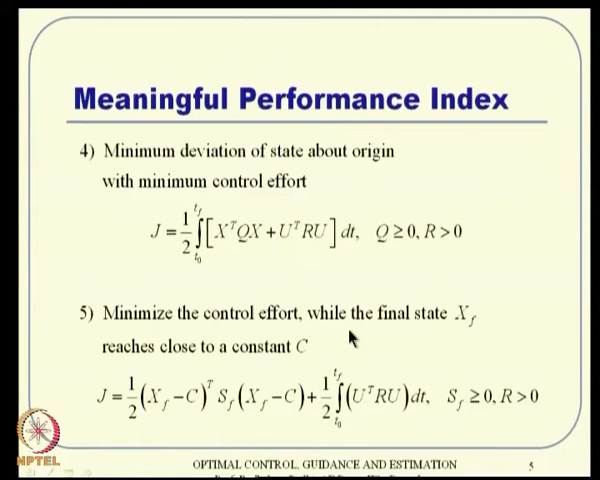 Meaningful Performance Index
4) Minimum deviation of state about origin
with minimum control effort
J = 1/2 ∫_{t_0}^{t_f} [X^T QX + U^T RU] dt, Q ≥ 0, R > 0
5) Minimize the control effort, while the final state X_f
reaches close to a constant C
J = 1/2 (X_f − C)^T S_f (X_f − C) + 1/2 ∫_{t_0}^{t_f} (U^T RU) dt, S_f ≥ 0, R > 0
NPTEL
OPTIMAL CONTROL, GUIDANCE AND ESTIMATION
5